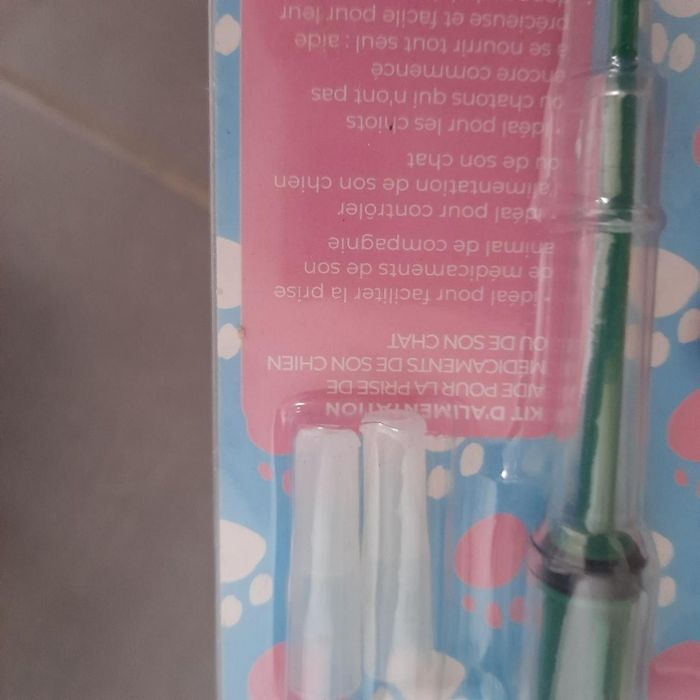 KIT D'ALIMENTATION
AIDE POUR LA PRISE DE
MEDICAMENTS DE SON CHIEN
OU DE SON CHAT
• Idéal pour faciliter la prise
de médicaments de son
animal de compagnie
• Idéal pour contrôler
l'alimentation de son chien
ou de son chat
• Idéal pour les chiots
ou chatons qui n'ont pas
encore commencé
à se nourrir tout seul : aide
précieuse et facile pour leur